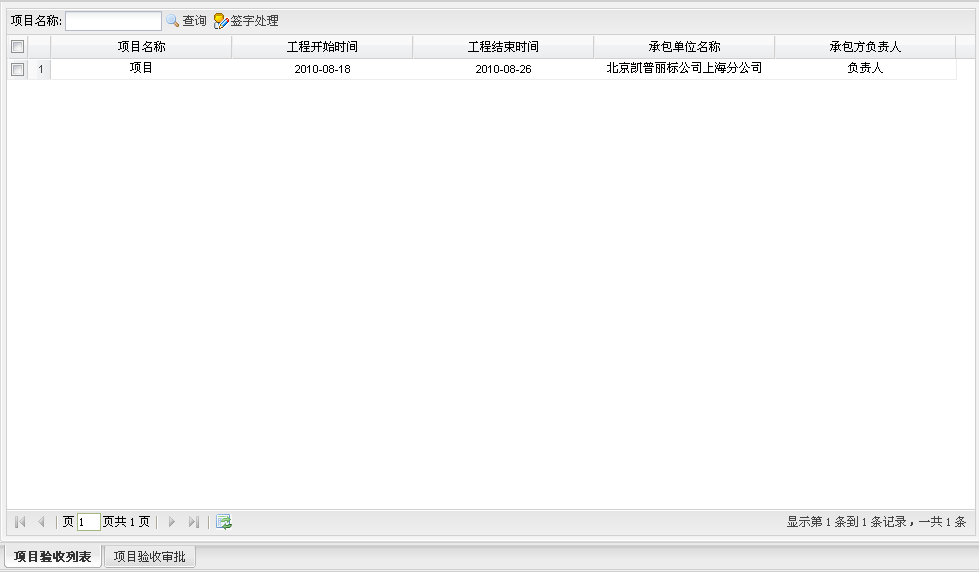 项目名称: 查询 签字处理
项目名称 工程开始时间 工程结束时间 承包单位名称 承包方负责人
1 项目 2010-08-18 2010-08-26 北京凯普丽标公司上海分公司 负责人
页 1 页共 1 页 显示第 1 条到 1 条记录，一共 1 条
项目验收列表 项目验收审批